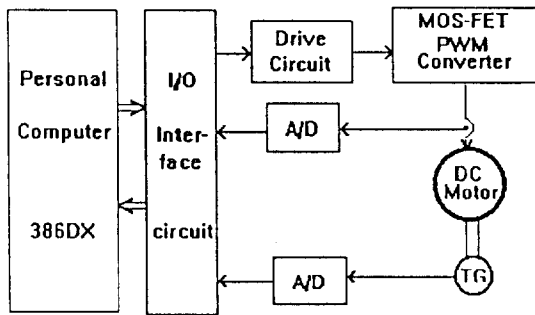 Personal
Computer
386DX
I/O
Inter-
face
circuit
Drive
Circuit
MOS-FET
PWM
Converter
A/D
DC
Motor
A/D
TG